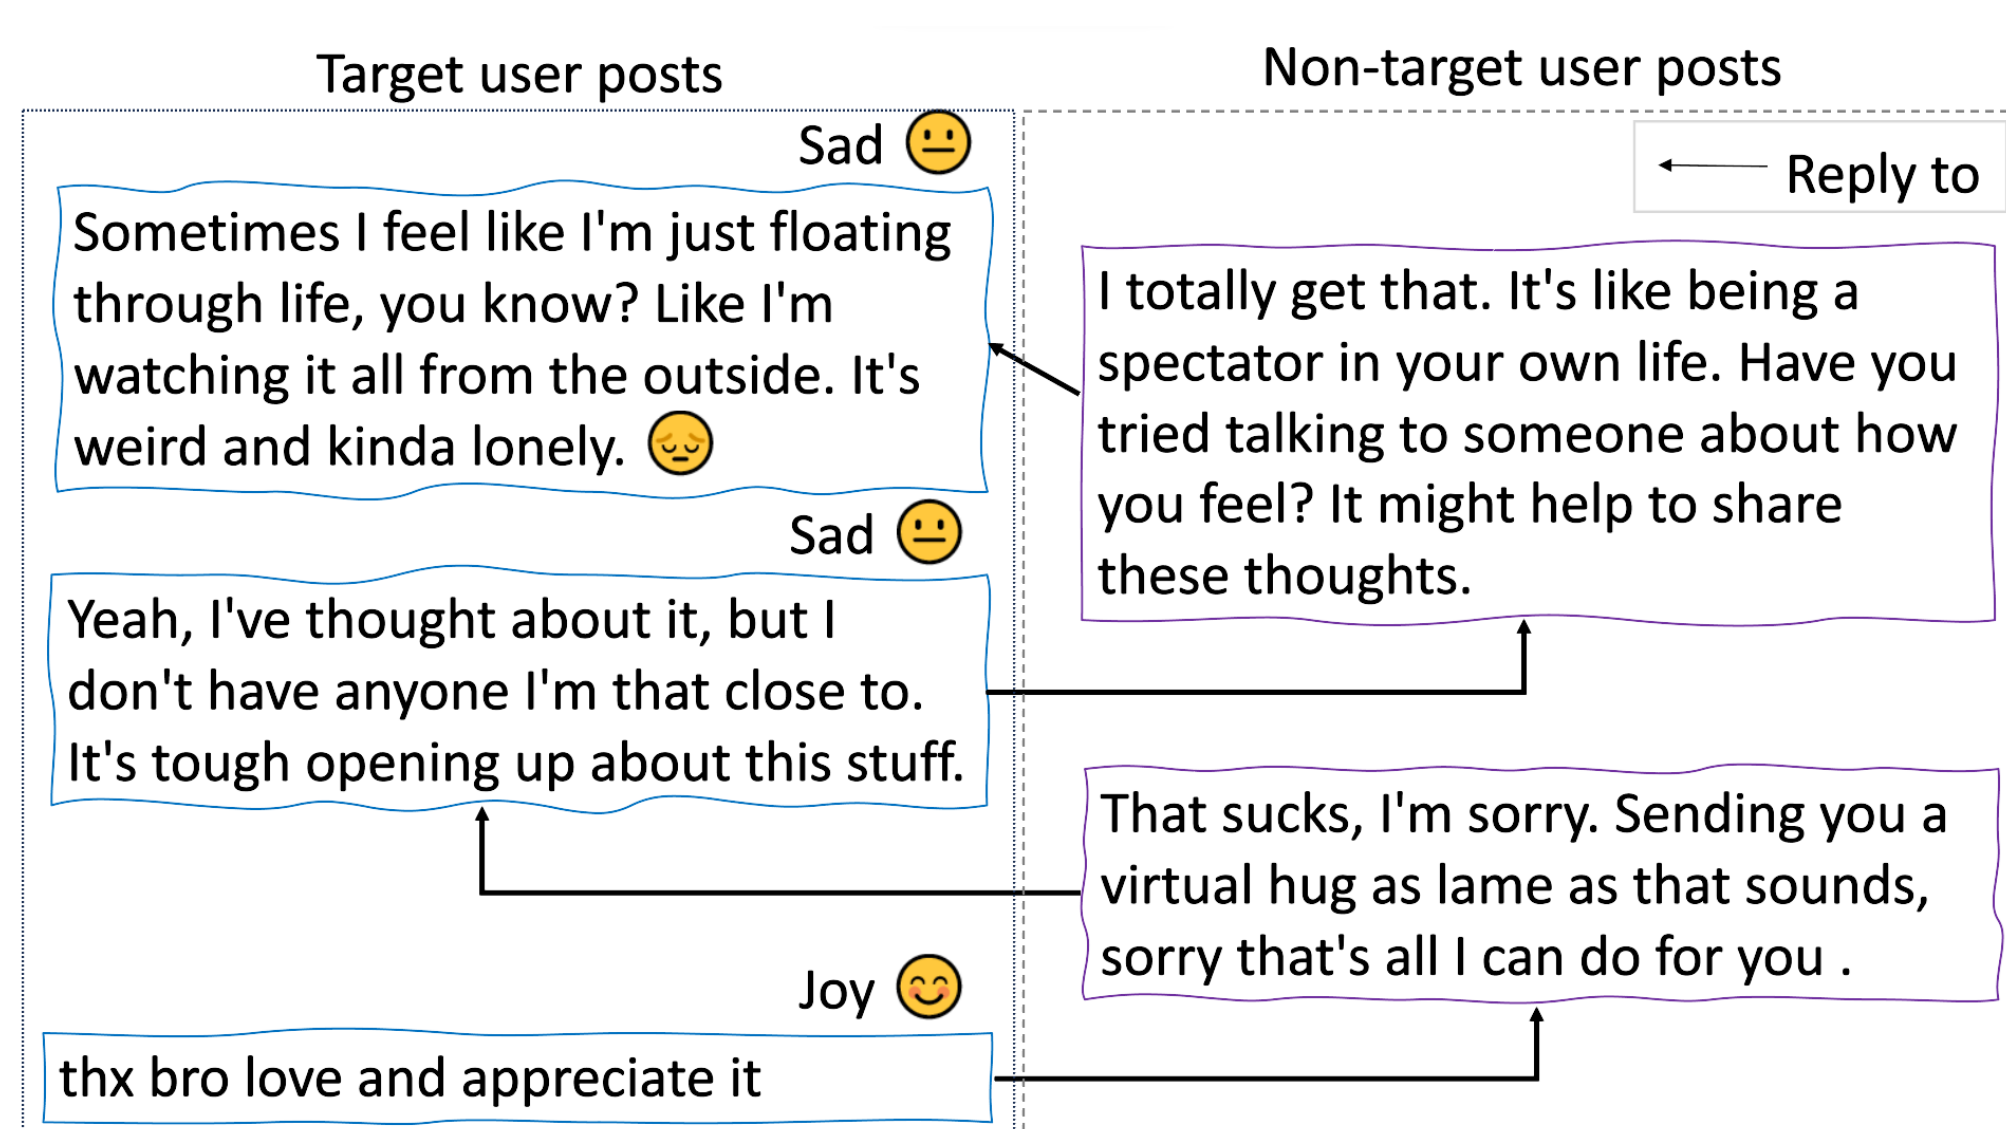 Target user posts
Non-target user posts
Reply to
Sad
Sometimes I feel like I'm just floating
through life, you know? Like I'm
watching it all from the outside. It's
weird and kinda lonely. 😔
I totally get that. It's like being a
spectator in your own life. Have you
tried talking to someone about how
you feel? It might help to share
these thoughts.
Sad
Yeah, I've thought about it, but I
don't have anyone I'm that close to.
It's tough opening up about this stuff.
That sucks, I'm sorry. Sending you a
virtual hug as lame as that sounds,
sorry that's all I can do for you .
Joy
thx bro love and appreciate it